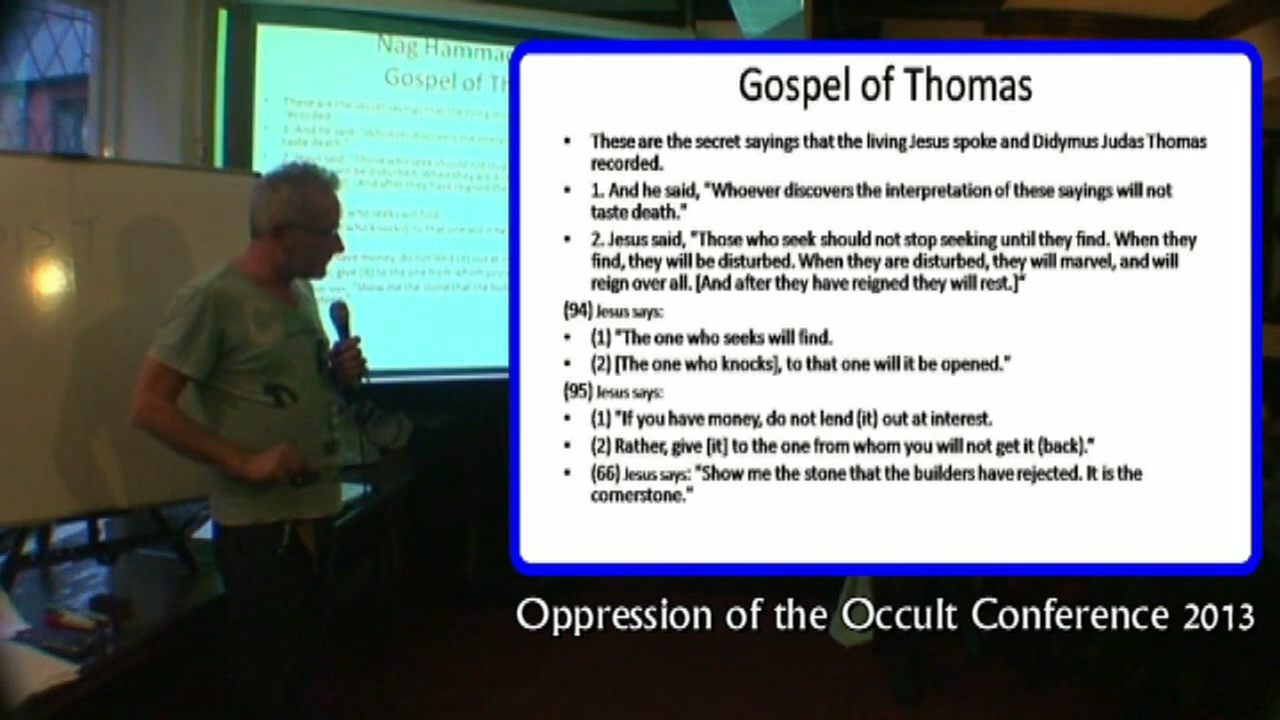 Nag Hamma
Gospel of Th
Gospel of Thomas
• These are the secret sayings that the living Jesus spoke and Didymus Judas Thomas
recorded.
• 1. And he said, "Whoever discovers the interpretation of these sayings will not
taste death."
• 2. Jesus said, "Those who seek should not stop seeking until they find. When they
find, they will be disturbed. When they are disturbed, they will marvel, and will
reign over all. [And after they have reigned they will rest.]"
(94) Jesus says:
• (1) "The one who seeks will find.
• (2) [The one who knocks], to that one will it be opened."
(95) Jesus says:
• (1) "If you have money, do not lend (it) out at interest.
• (2) Rather, give [it] to the one from whom you will not get it (back)."
• (66) Jesus says: "Show me the stone that the builders have rejected. It is the
cornerstone."
Oppression of the Occult Conference 2013